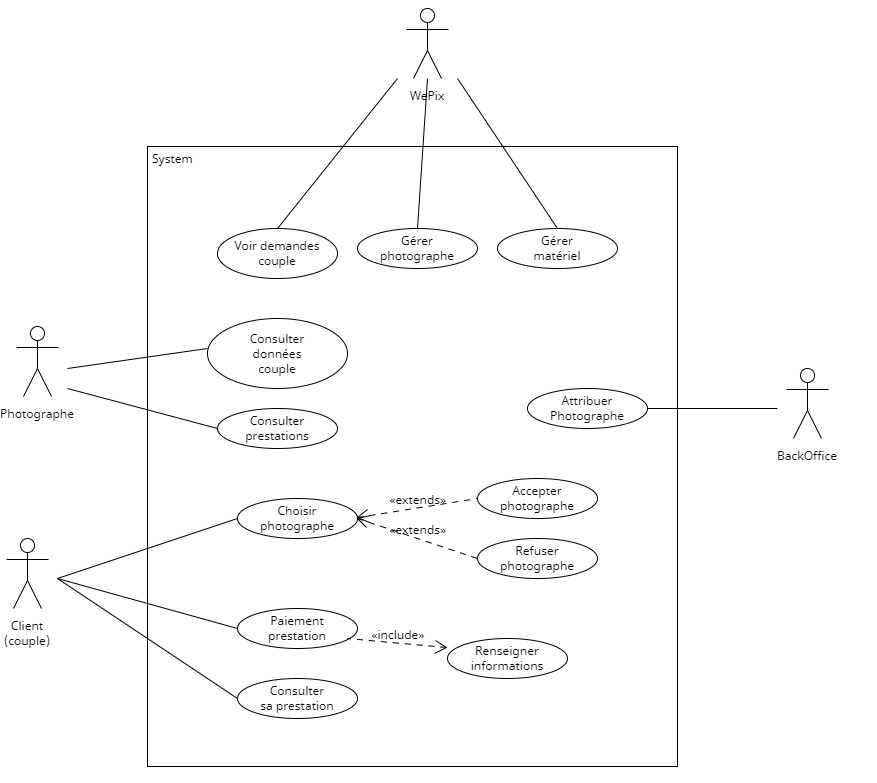 WePix
System
Voir demandes
couple
Gérer
photographe
Gérer
matériel
Consulter
données
couple
Photographe
Consulter
prestations
Attribuer
Photographe
BackOffice
Choisir
photographe
«extends»
Accepter
photographe
«extends»
Refuser
photographe
Client
(couple)
Paiement
prestation
«include»
Renseigner
informations
Consulter
sa prestation